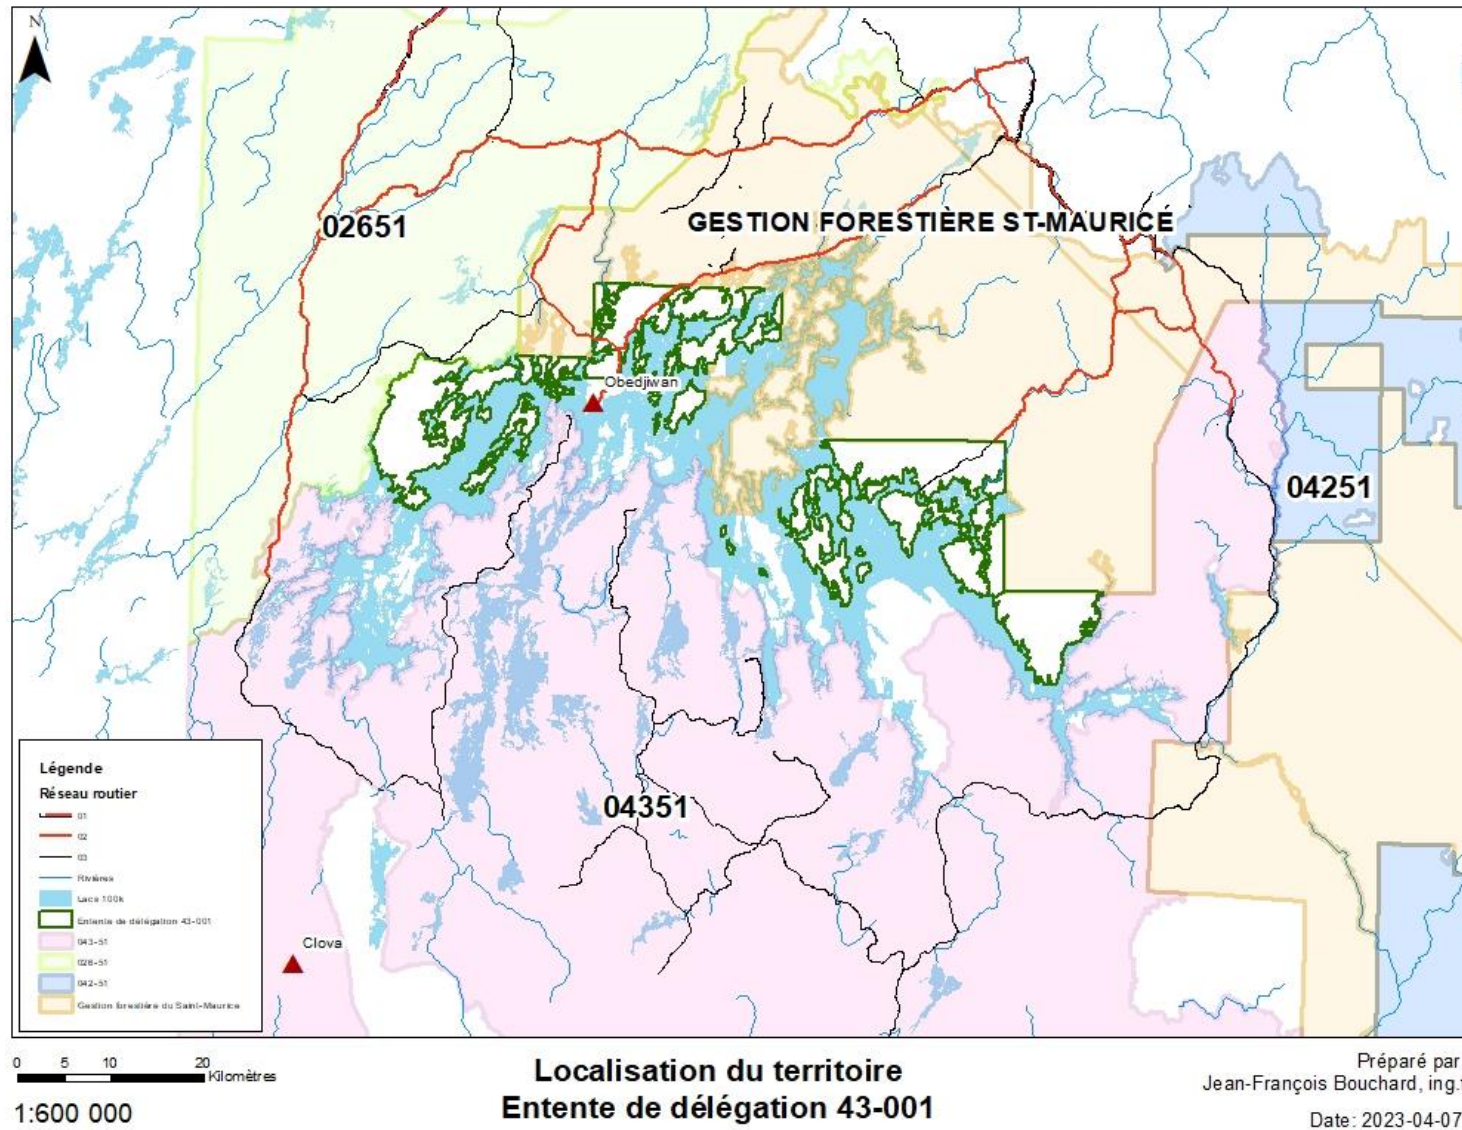 N
02651
GESTION FORESTIÈRE ST-MAURICE
Obedjiwan
04251
04351
Clova
Légende
Réseau routier
01
02
03
Rivières
Lacs 100k
Entente de délégation 43-001
043-51
026-51
042-51
Gestion forestière du Saint-Maurice
0 5 10 20
Kilomètres
1:600 000
Localisation du territoire
Entente de délégation 43-001
Préparé par
Jean-François Bouchard, ing.f
Date: 2023-04-07